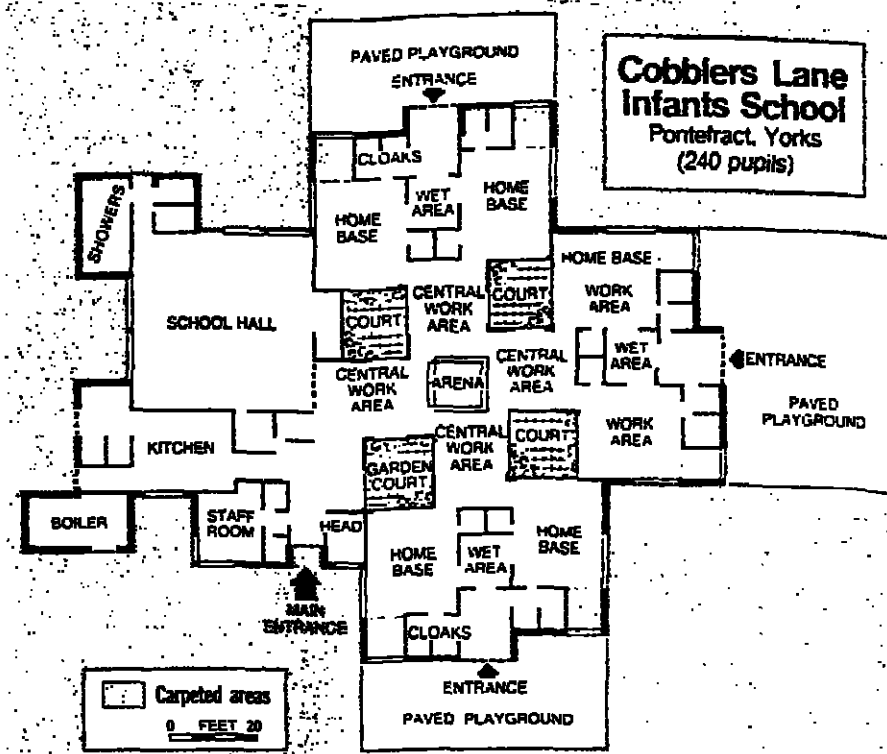 Cobblers Lane
Infants School
Pontefract, Yorks
(240 pupils)
PAVED PLAYGROUND
ENTRANCE
CLOAKS
WET
AREA
HOME
BASE
HOME
BASE
SHOWERS
SCHOOL HALL
COURT
CENTRAL
WORK
AREA
COURT
HOME BASE
WORK
AREA
WET
AREA
ENTRANCE
PAVED
PLAYGROUND
CENTRAL
WORK
AREA
ARENA
CENTRAL
WORK
AREA
KITCHEN
GARDEN
COURT
CENTRAL
WORK
AREA
COURT
WORK
AREA
BOILER
STAFF
ROOM
HEAD
HOME
BASE
WET
AREA
HOME
BASE
MAIN
ENTRANCE
CLOAKS
ENTRANCE
PAVED PLAYGROUND
Carpeted areas
0 FEET 20